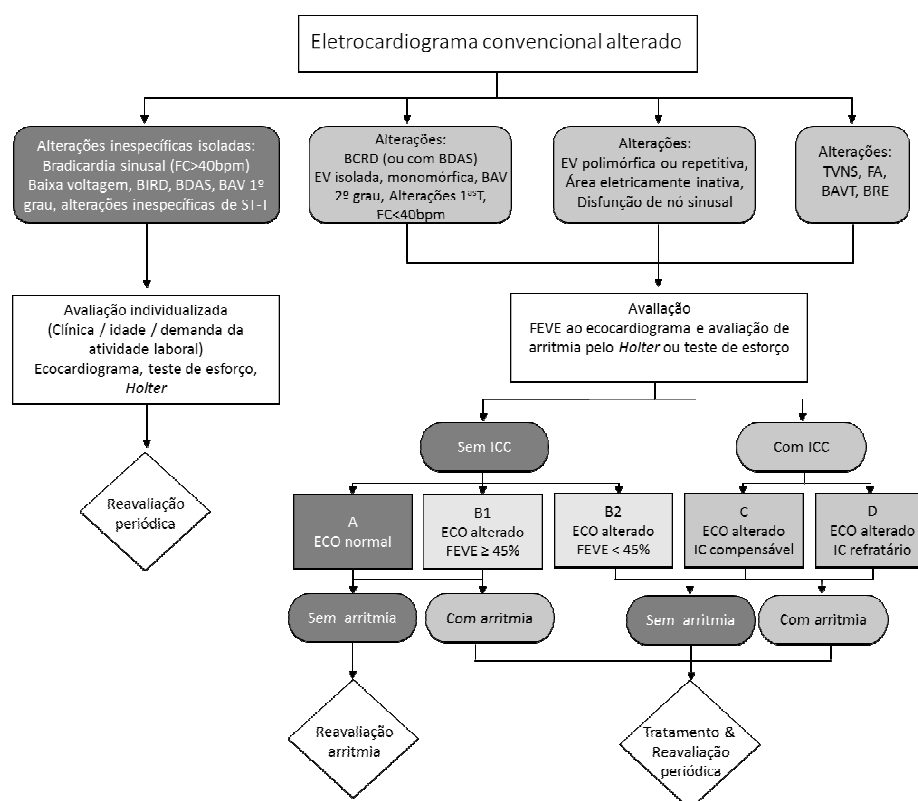 Eletrocardiograma convencional alterado
Alterações inespecíficas isoladas:
Bradicardia sinusal (FC>40bpm)
Baixa voltagem, BIRD, BDAS, BAV 1º
grau, alterações inespecíficas de ST-T
Alterações:
BCRD (ou com BDAS)
EV isolada, monomórfica, BAV
2º grau, Alterações 1ªˢT,
FC<40bpm
Alterações:
EV polimórfica ou repetitiva,
Área eletricamente inativa,
Disfunção de nó sinusal
Alterações:
TVNS, FA,
BAVT, BRE
Avaliação individualizada
(Clínica / idade / demanda da
atividade laboral)
Ecocardiograma, teste de esforço,
Holter
Avaliação
FEVE ao ecocardiograma e avaliação de
arritmia pelo Holter ou teste de esforço
Reavaliação
periódica
Sem ICC
Com ICC
A
ECO normal
B1
ECO alterado
FEVE ≥ 45%
B2
ECO alterado
FEVE < 45%
C
ECO alterado
IC compensável
D
ECO alterado
IC refratário
Sem arritmia
Com arritmia
Sem arritmia
Com arritmia
Reavaliação
arritmia
Tratamento &
Reavaliação
periódica